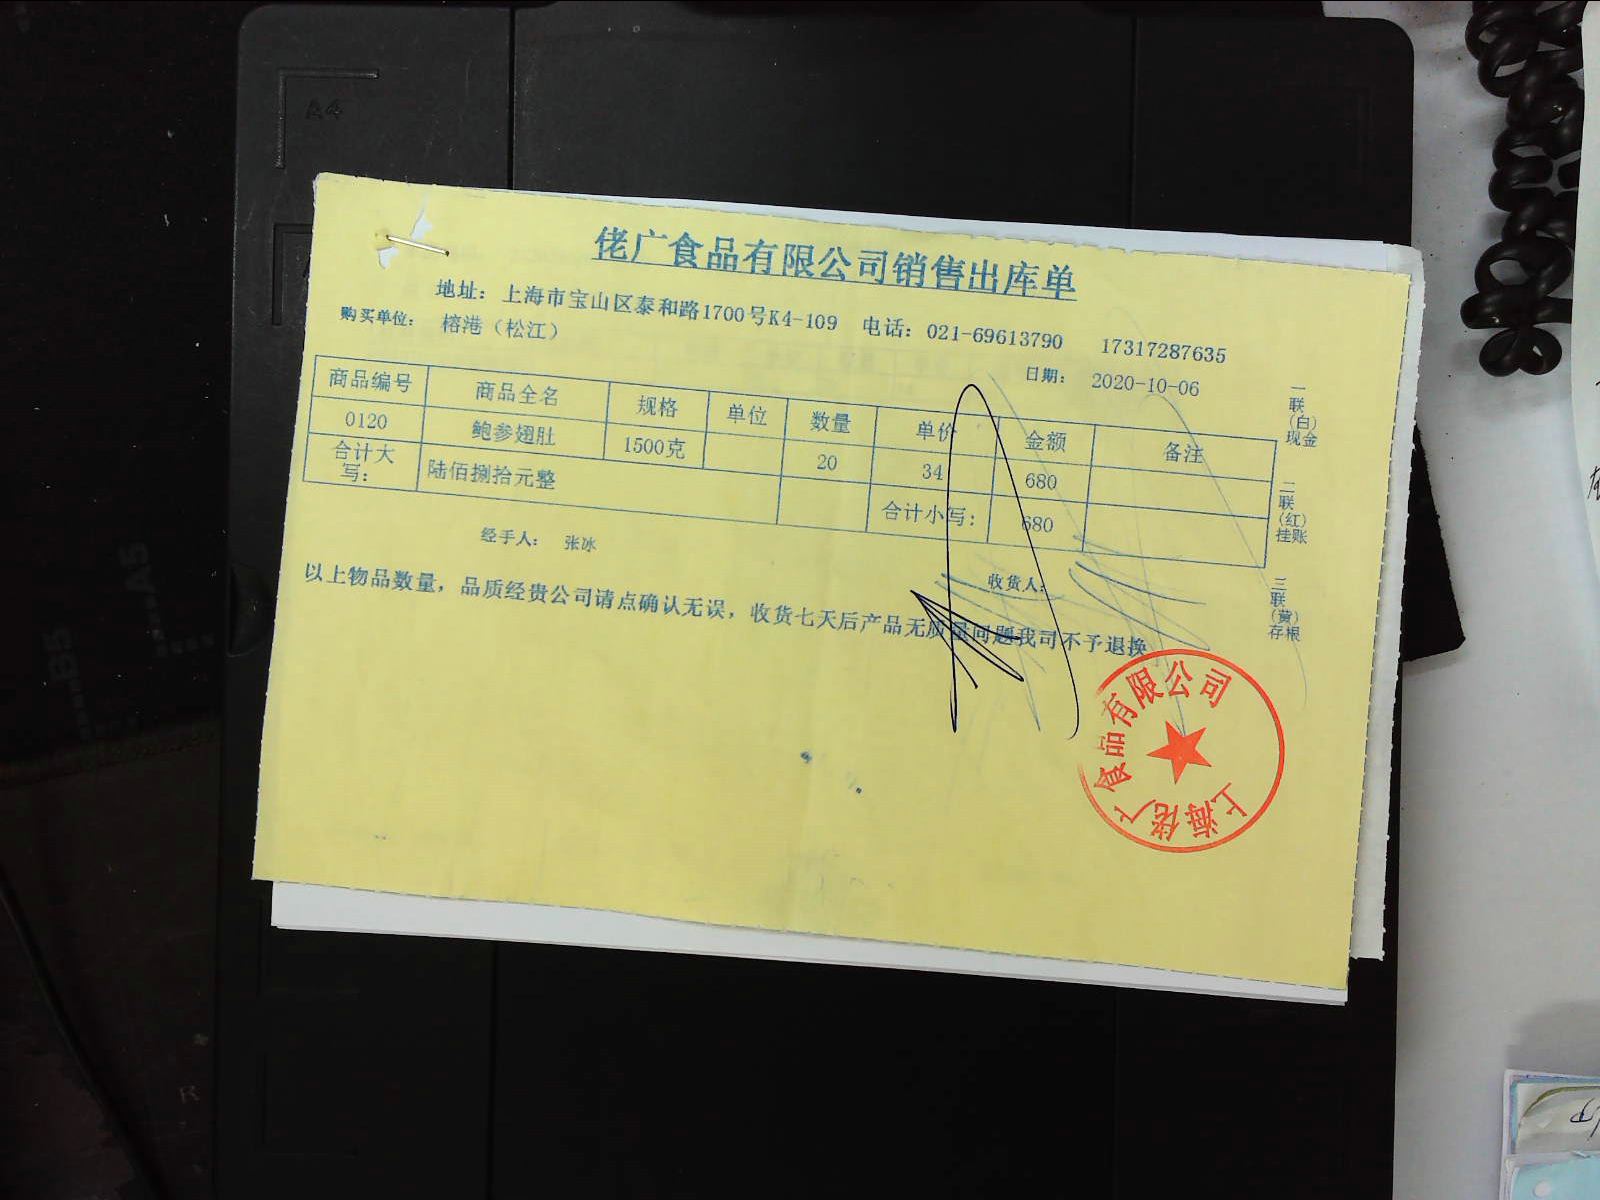 佬广食品有限公司销售出库单
地址：上海市宝山区泰和路1700号K4-109 电话：021-69613790 17317287635
购买单位： 榕港（松江）
日期： 2020-10-06
商品编号 商品全名 规格 单位 数量 单价 金额 备注
0120 鲍参翅肚 1500克 20 34 680
合计大写： 陆佰捌拾元整 合计小写： 680
经手人： 张冰
收货人：
以上物品数量，品质经贵公司请点确认无误，收货七天后产品无质量问题我司不予退换
一联（白）现金
二联（红）挂账
三联（黄）存根
上海佬广食品有限公司
A4
A5
B5
R